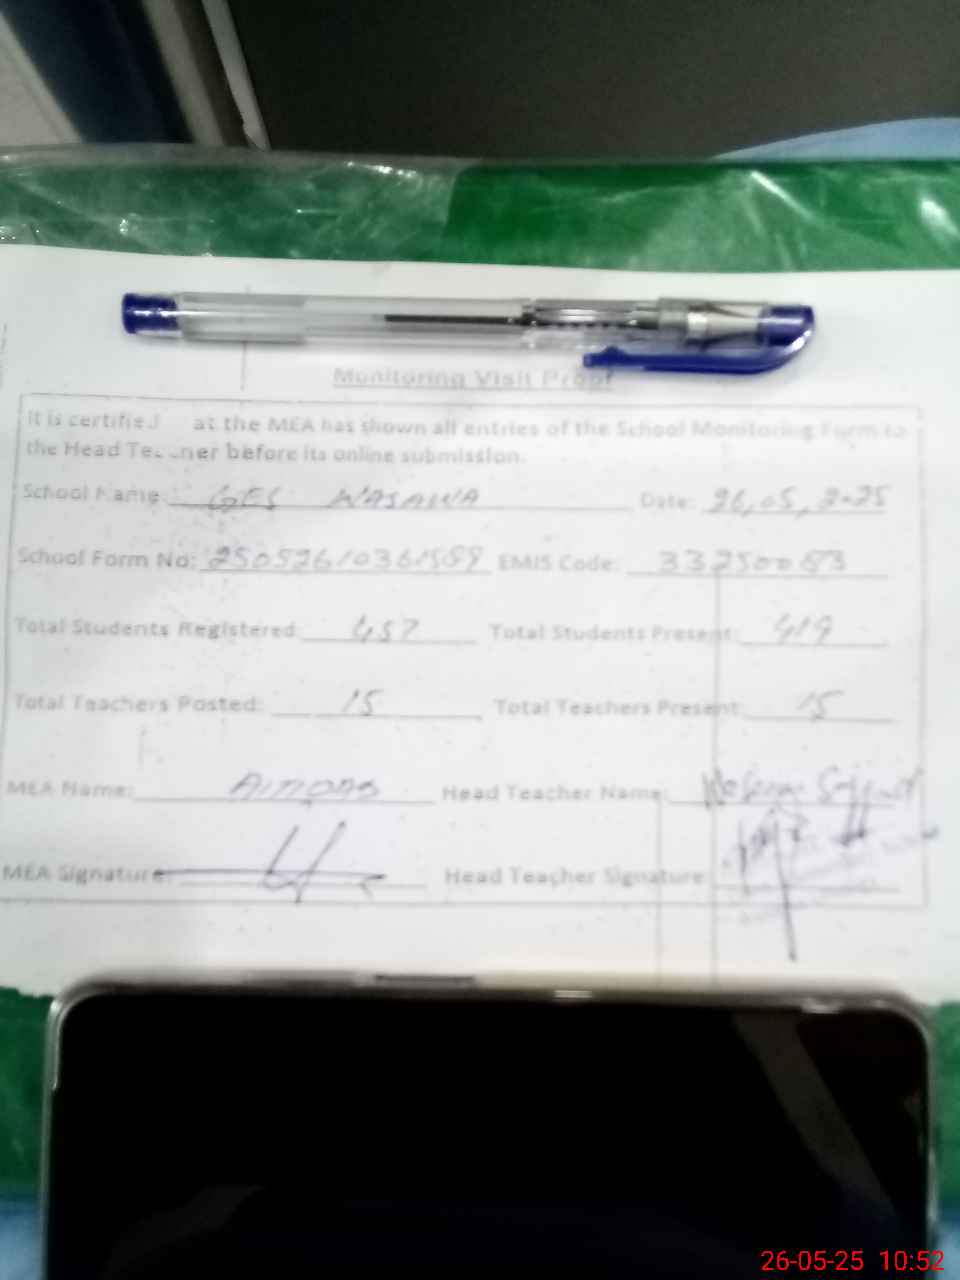 Monitoring Visit Proof
It is certified at the MEA has shown all entries of the School Monitoring Form to
the Head Teacher before its online submission.
School Name: GES WASAWA Date: 26,05,2025
School Form No: EMIS Code:
Total Students Registered: 457 Total Students Present: 419
Total Teachers Posted: 15 Total Teachers Present: 15
MEA Name: Head Teacher Name: Sajjad
MEA Signature: Head Teacher Signature
26-05-25 10:52